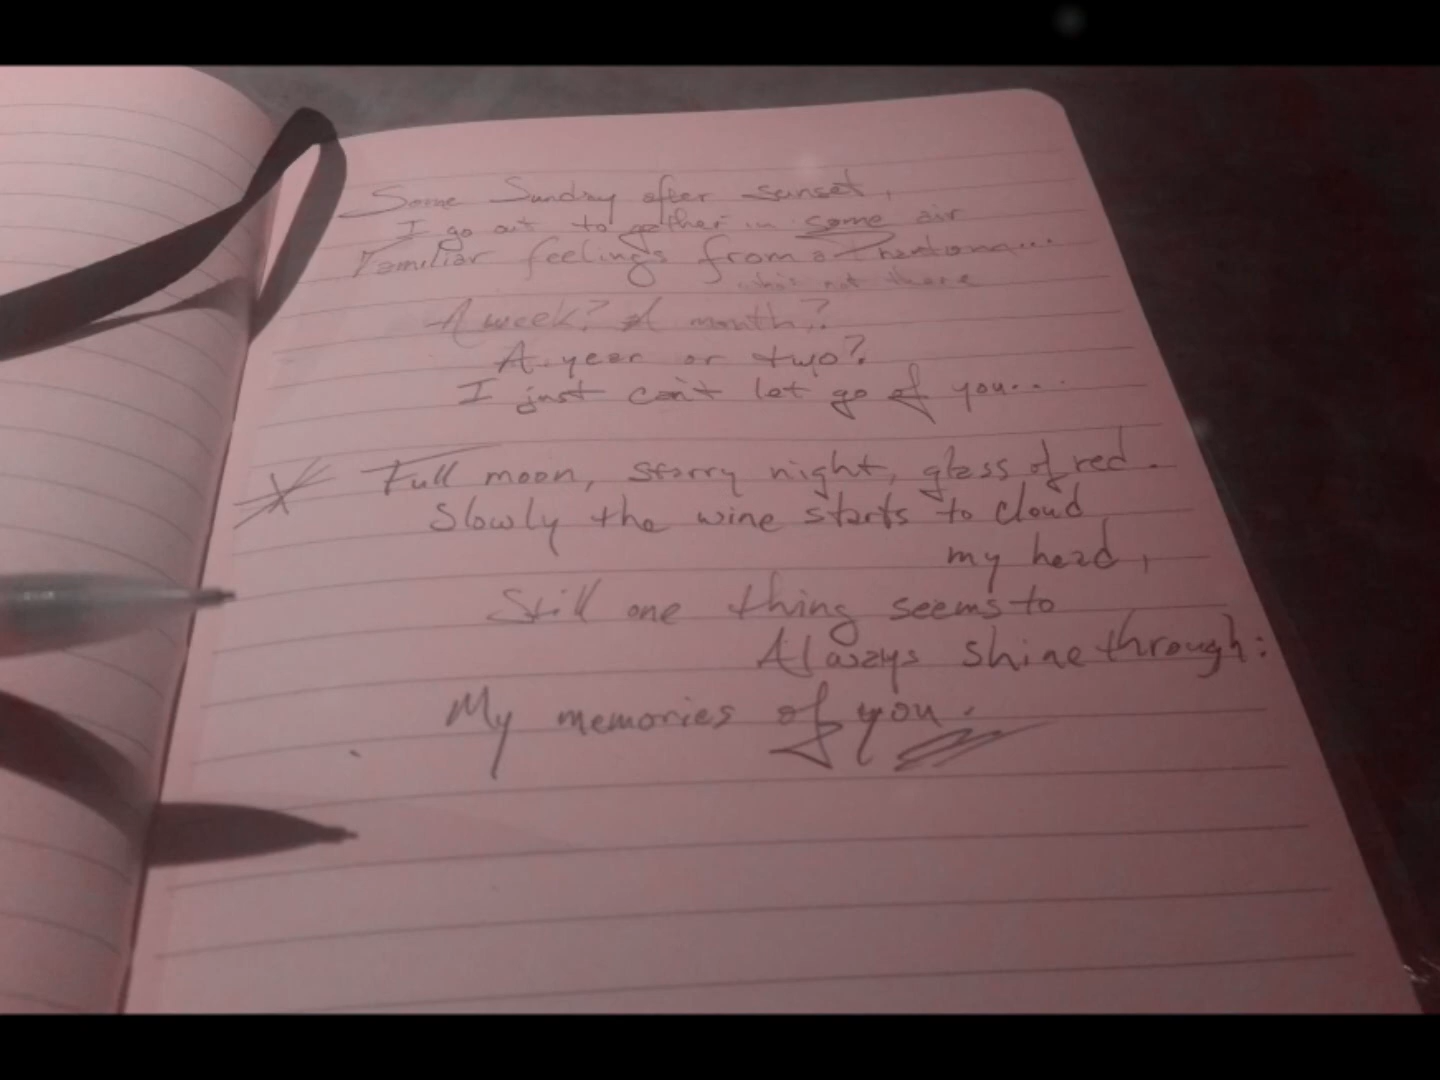 Some Sunday after sunset,
I go out to gather in some air
Familiar feelings from a Phantom...
who's not there
A week? A month?
A year or two?
I just can't let go of you...
Full moon, starry night, glass of red.
Slowly the wine starts to cloud
my head,
Still one thing seems to
Always shine through:
My memories of you.